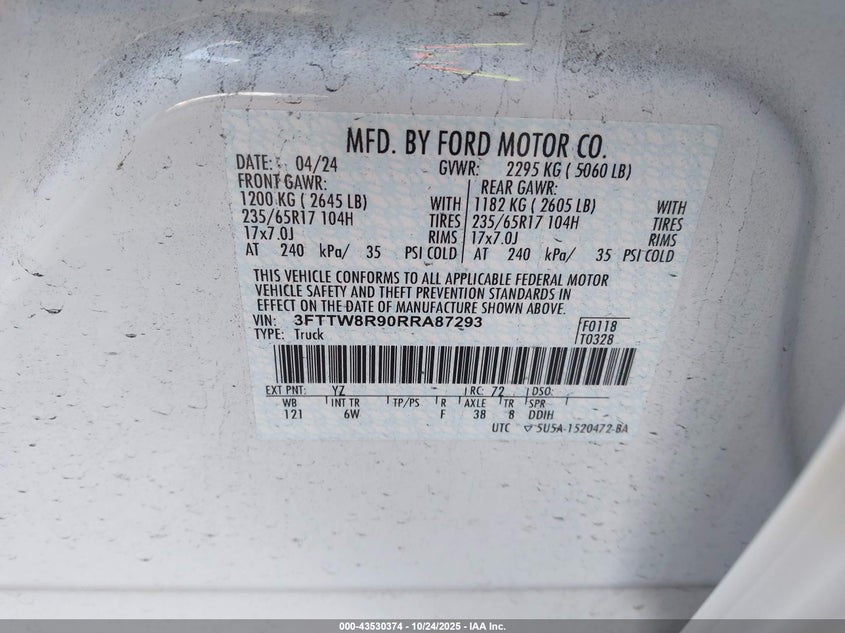 MFD. BY FORD MOTOR CO.
DATE: 04/24 GVWR: 2295 KG ( 5060 LB)
FRONT GAWR: REAR GAWR:
1200 KG ( 2645 LB) WITH 1182 KG ( 2605 LB) WITH
235/65R17 104H TIRES 235/65R17 104H TIRES
17x7.0J RIMS 17x7.0J RIMS
AT 240 kPa/ 35 PSI COLD AT 240 kPa/ 35 PSI COLD
THIS VEHICLE CONFORMS TO ALL APPLICABLE FEDERAL MOTOR
VEHICLE SAFETY AND THEFT PREVENTION STANDARDS IN
EFFECT ON THE DATE OF MANUFACTURE SHOWN ABOVE.
VIN: 3FTTW8R90RRA87293 F0118
TYPE: Truck T0328
EXT PNT: YZ RC: 72 DSO:
WB INT TR TP/PS R AXLE TR SPR
121 6W F 38 8 DDIH
UTC 5U5A-1520472-BA
000-43530374 - 10/24/2025 - IAA Inc.